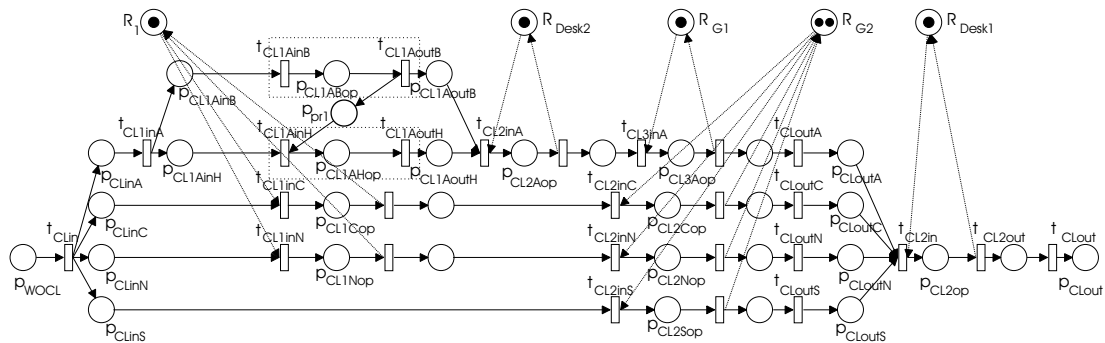 R1
RDesk2
RG1
RG2
RDesk1
tCL1AinB
tCL1AoutB
pCL1AinB
pCL1ABop
pCL1AoutB
ppr1
tCL1inA
tCL1AinH
tCL1AoutH
tCL2inA
tCL3inA
tCLoutA
pCLinA
pCL1AinH
pCL1AHop
pCL1AoutH
pCL2Aop
pCL3Aop
pCLoutA
tCL1inC
tCL2inC
tCLoutC
pCLinC
pCL1Cop
pCL2Cop
pCLoutC
tCLin
tCL1inN
tCL2inN
tCLoutN
tCL2in
tCL2out
tCLout
pWOCL
pCLinN
pCL1Nop
pCL2Nop
pCLoutN
pCL2op
pCLout
tCL2inS
tCLoutS
pCLinS
pCL2Sop
pCLoutS